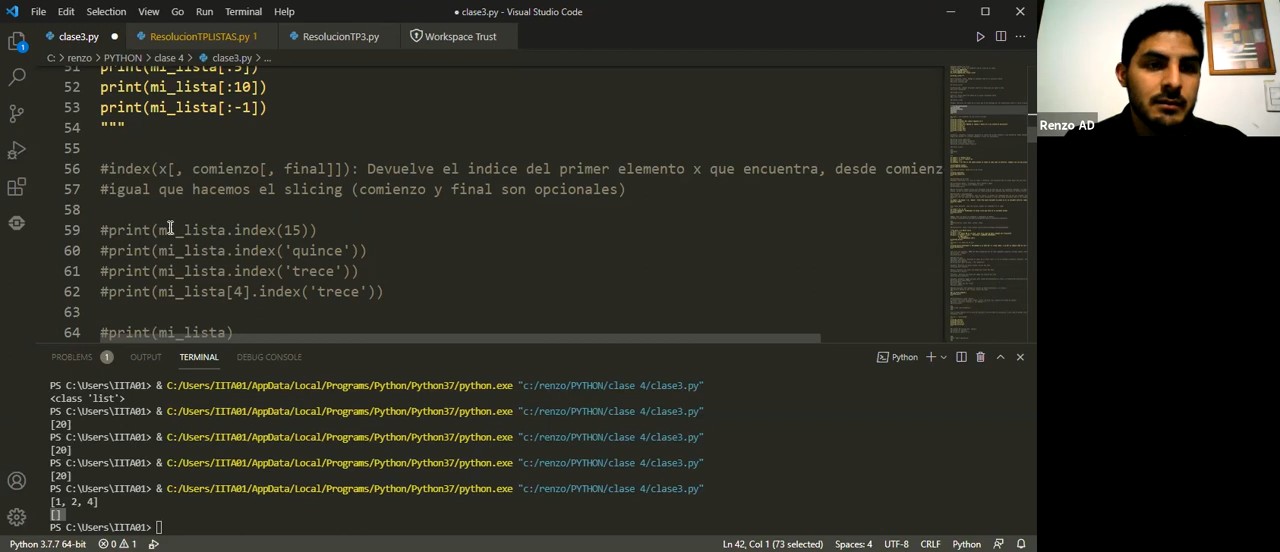 File Edit Selection View Go Run Terminal Help
● clase3.py - Visual Studio Code
clase3.py ● ResolucionTPLISTAS.py 1 ResolucionTP3.py Workspace Trust
C: > renzo > PYTHON > clase 4 > clase3.py > ...
51 print(mi_lista[:9])
52 print(mi_lista[:10])
53 print(mi_lista[:-1])
54 """
55
56 #index(x[, comienzo[, final]]): Devuelve el indice del primer elemento x que encuentra, desde comienz
57 #igual que hacemos en slicing (comienzo y final son opcionales)
58
59 #print(mi_lista.index(15))
60 #print(mi_lista.index('once'))
61 #print(mi_lista.index('trece'))
62 #print(mi_lista[4].index('trece'))
63
64 #print(mi_lista)
PROBLEMS 1 OUTPUT TERMINAL DEBUG CONSOLE
Python
PS C:\Users\IITA01> & C:/Users/IITA01/AppData/Local/Programs/Python/Python37/python.exe "c:/renzo/PYTHON/clase 4/clase3.py"
<class 'list'>
PS C:\Users\IITA01> & C:/Users/IITA01/AppData/Local/Programs/Python/Python37/python.exe "c:/renzo/PYTHON/clase 4/clase3.py"
[20]
PS C:\Users\IITA01> & C:/Users/IITA01/AppData/Local/Programs/Python/Python37/python.exe "c:/renzo/PYTHON/clase 4/clase3.py"
[20]
PS C:\Users\IITA01> & C:/Users/IITA01/AppData/Local/Programs/Python/Python37/python.exe "c:/renzo/PYTHON/clase 4/clase3.py"
[20]
PS C:\Users\IITA01> & C:/Users/IITA01/AppData/Local/Programs/Python/Python37/python.exe "c:/renzo/PYTHON/clase 4/clase3.py"
[1, 2, 4]
[]
PS C:\Users\IITA01>
Python 3.7.7 64-bit 0 1 Ln 42, Col 1 (73 selected) Spaces: 4 UTF-8 CRLF Python
Renzo AD
1